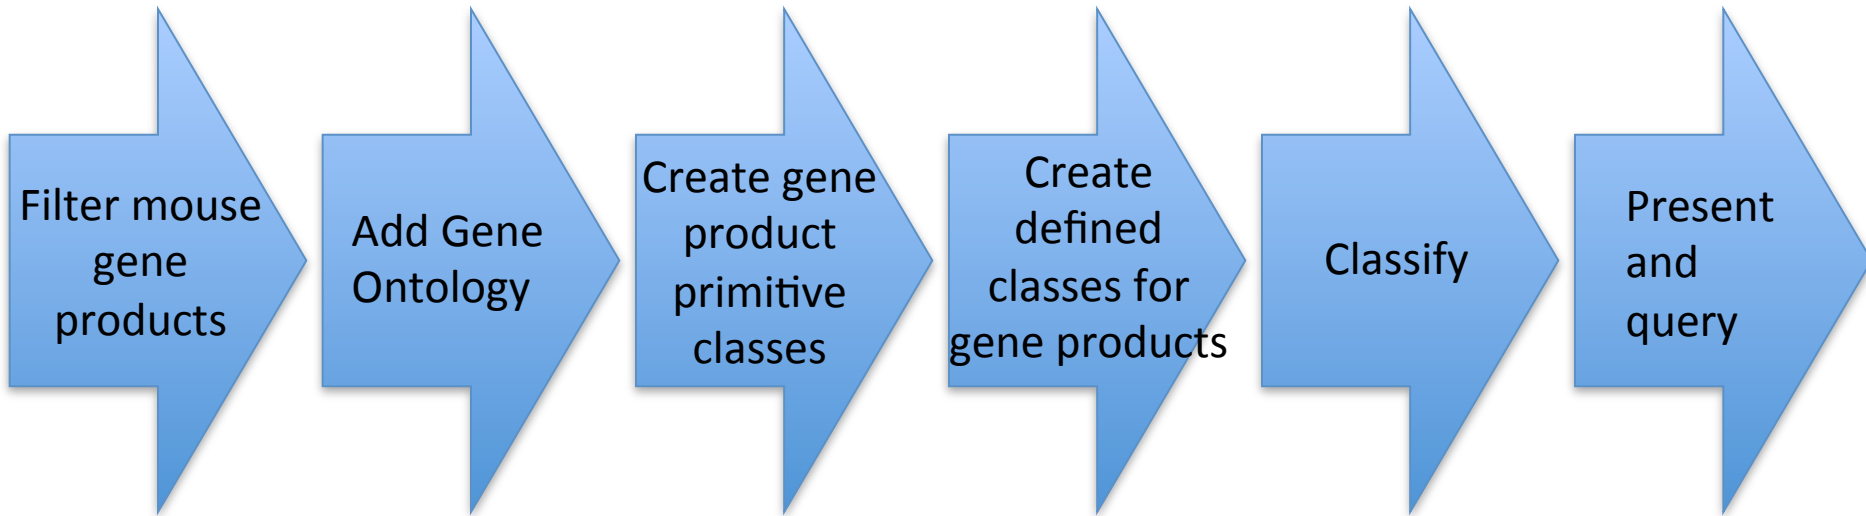 Filter mouse
gene
products
Add Gene
Ontology
Create gene
product
primitive
classes
Create
defined
classes for
gene products
Classify
Present
and
query